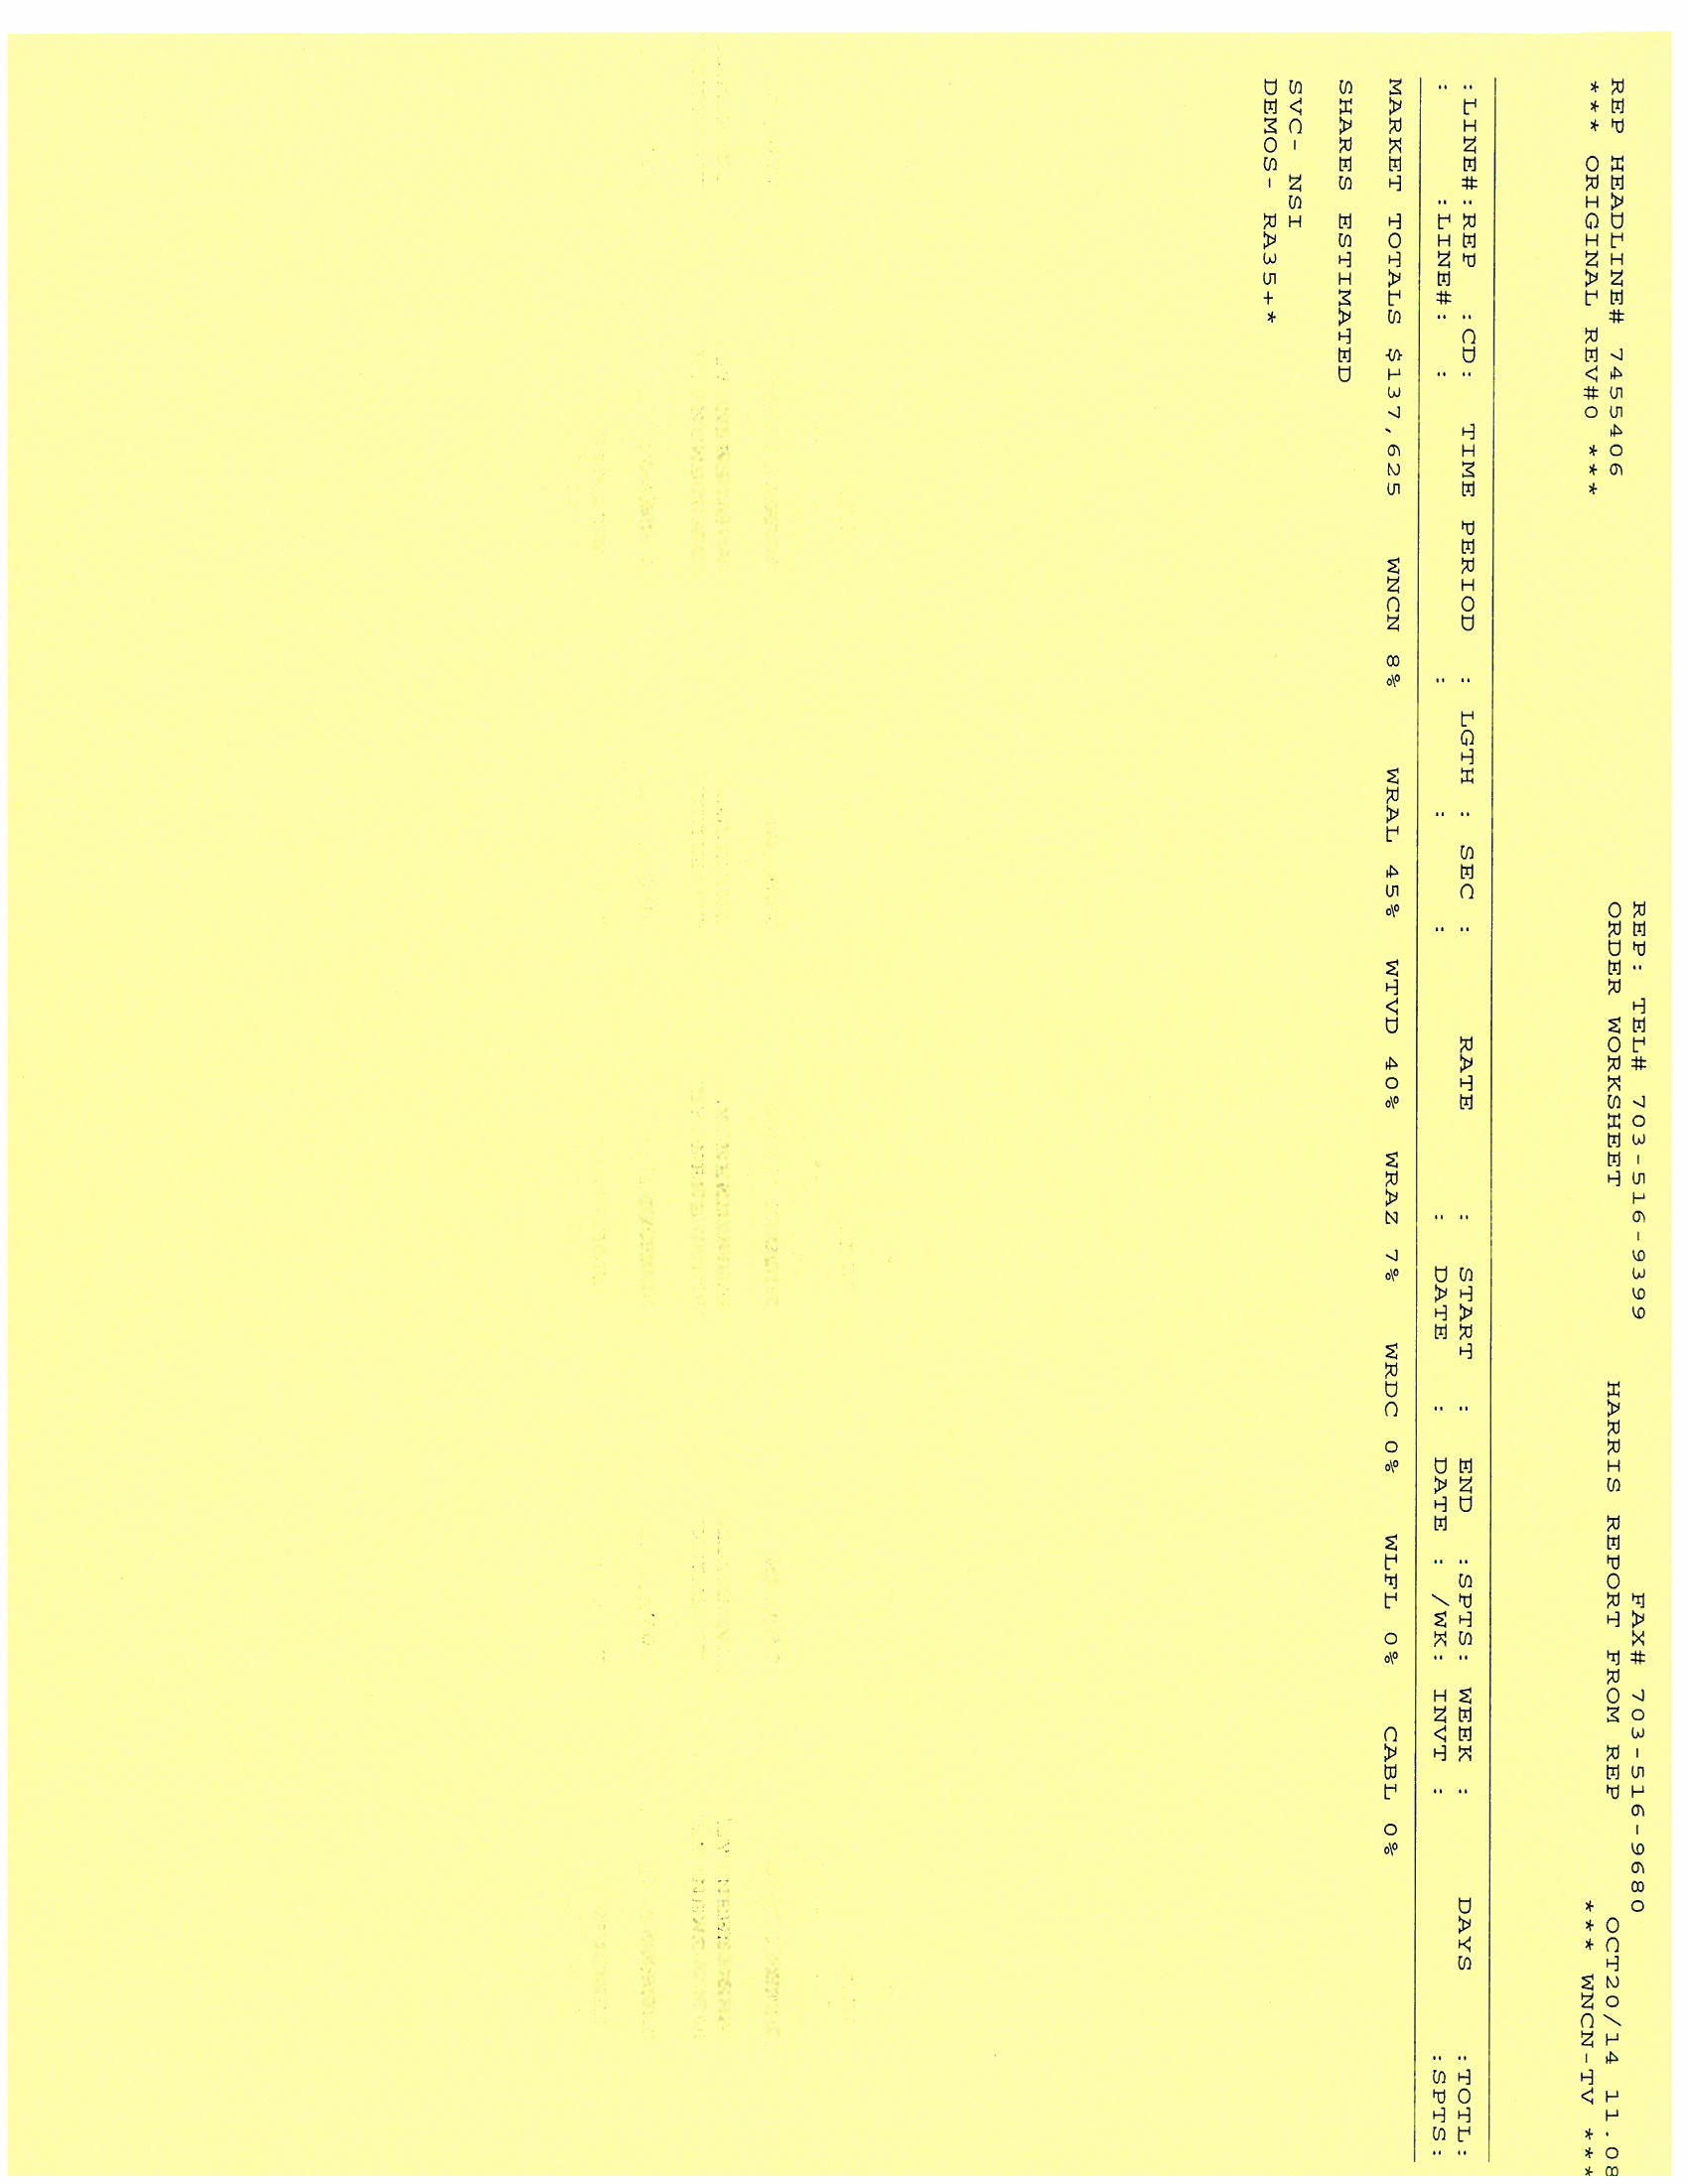 REP: TEL# 703-516-9399 FAX# 703-516-9680
REP HEADLINE# 7455406 ORDER WORKSHEET HARRIS REPORT FROM REP OCT20/14 11.08
*** ORIGINAL REV#0 *** *** WNCN-TV ***
:LINE#:REP :CD: TIME PERIOD : LGTH : SEC : RATE : START : END :SPTS: WEEK : DAYS :TOTL:
: :LINE#: : : : : : DATE : DATE : /WK: INVT : :SPTS:
MARKET TOTALS $137,625 WNCN 8% WRAL 45% WTVD 40% WRAZ 7% WRDC 0% WLFL 0% CABL 0%
SHARES ESTIMATED
SVC- NSI
DEMOS- RA35+*